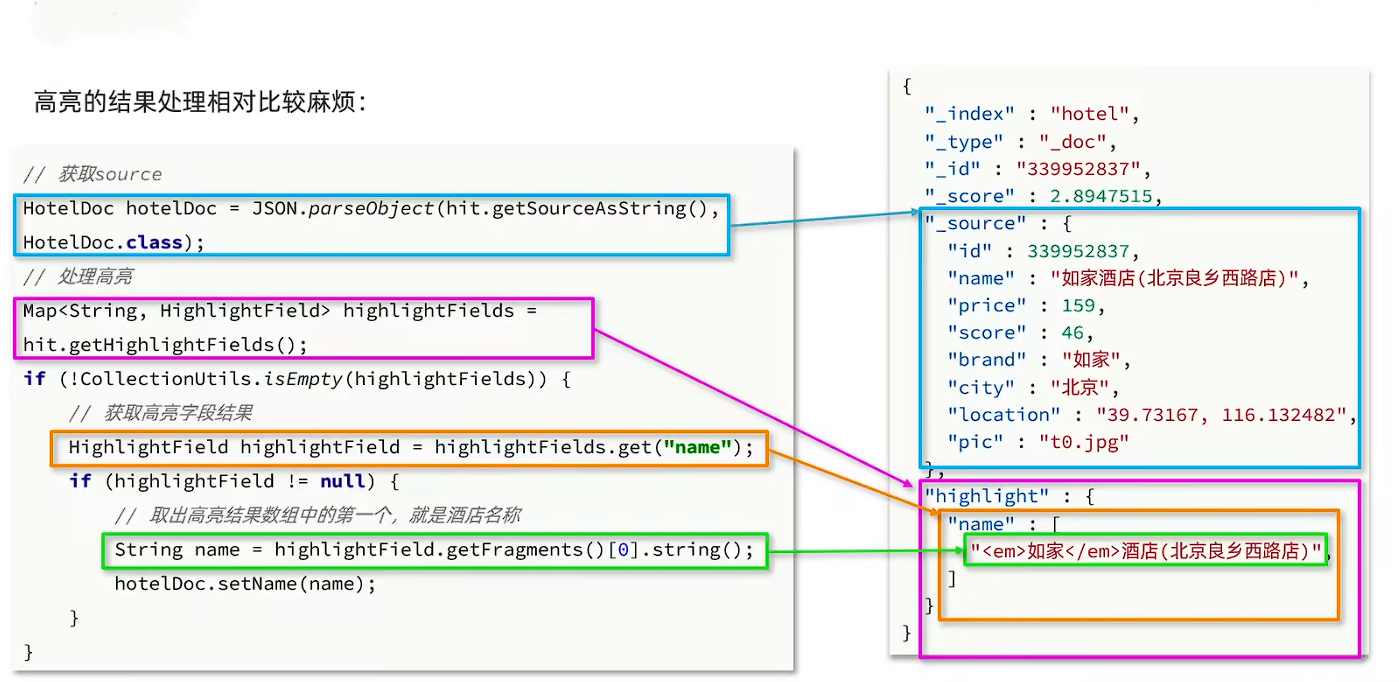 高亮的结果处理相对比较麻烦：
// 获取source
HotelDoc hotelDoc = JSON.parseObject(hit.getSourceAsString(),
HotelDoc.class);
// 处理高亮
Map<String, HighlightField> highlightFields =
hit.getHighlightFields();
if (!CollectionUtils.isEmpty(highlightFields)) {
// 获取高亮字段结果
HighlightField highlightField = highlightFields.get("name");
if (highlightField != null) {
// 取出高亮结果数组中的第一个，就是酒店名称
String name = highlightField.getFragments()[0].string();
hotelDoc.setName(name);
}
}
{
"_index" : "hotel",
"_type" : "_doc",
"_id" : "339952837",
"_score" : 2.8947515,
"_source" : {
"id" : 339952837,
"name" : "如家酒店(北京良乡西路店)",
"price" : 159,
"score" : 46,
"brand" : "如家",
"city" : "北京",
"location" : "39.73167, 116.132482",
"pic" : "t0.jpg"
},
"highlight" : {
"name" : [
"<em>如家</em>酒店(北京良乡西路店)",
]
}
}